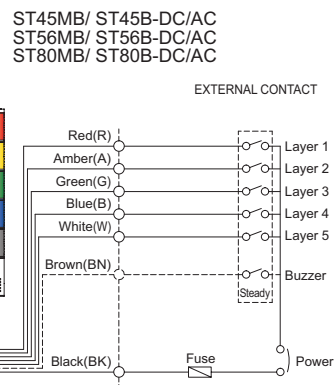 ST45MB/ ST45B-DC/AC
ST56MB/ ST56B-DC/AC
ST80MB/ ST80B-DC/AC
EXTERNAL CONTACT
Red(R) Layer 1
Amber(A) Layer 2
Green(G) Layer 3
Blue(B) Layer 4
White(W) Layer 5
Brown(BN) Buzzer
Steady
Black(BK) Fuse Power